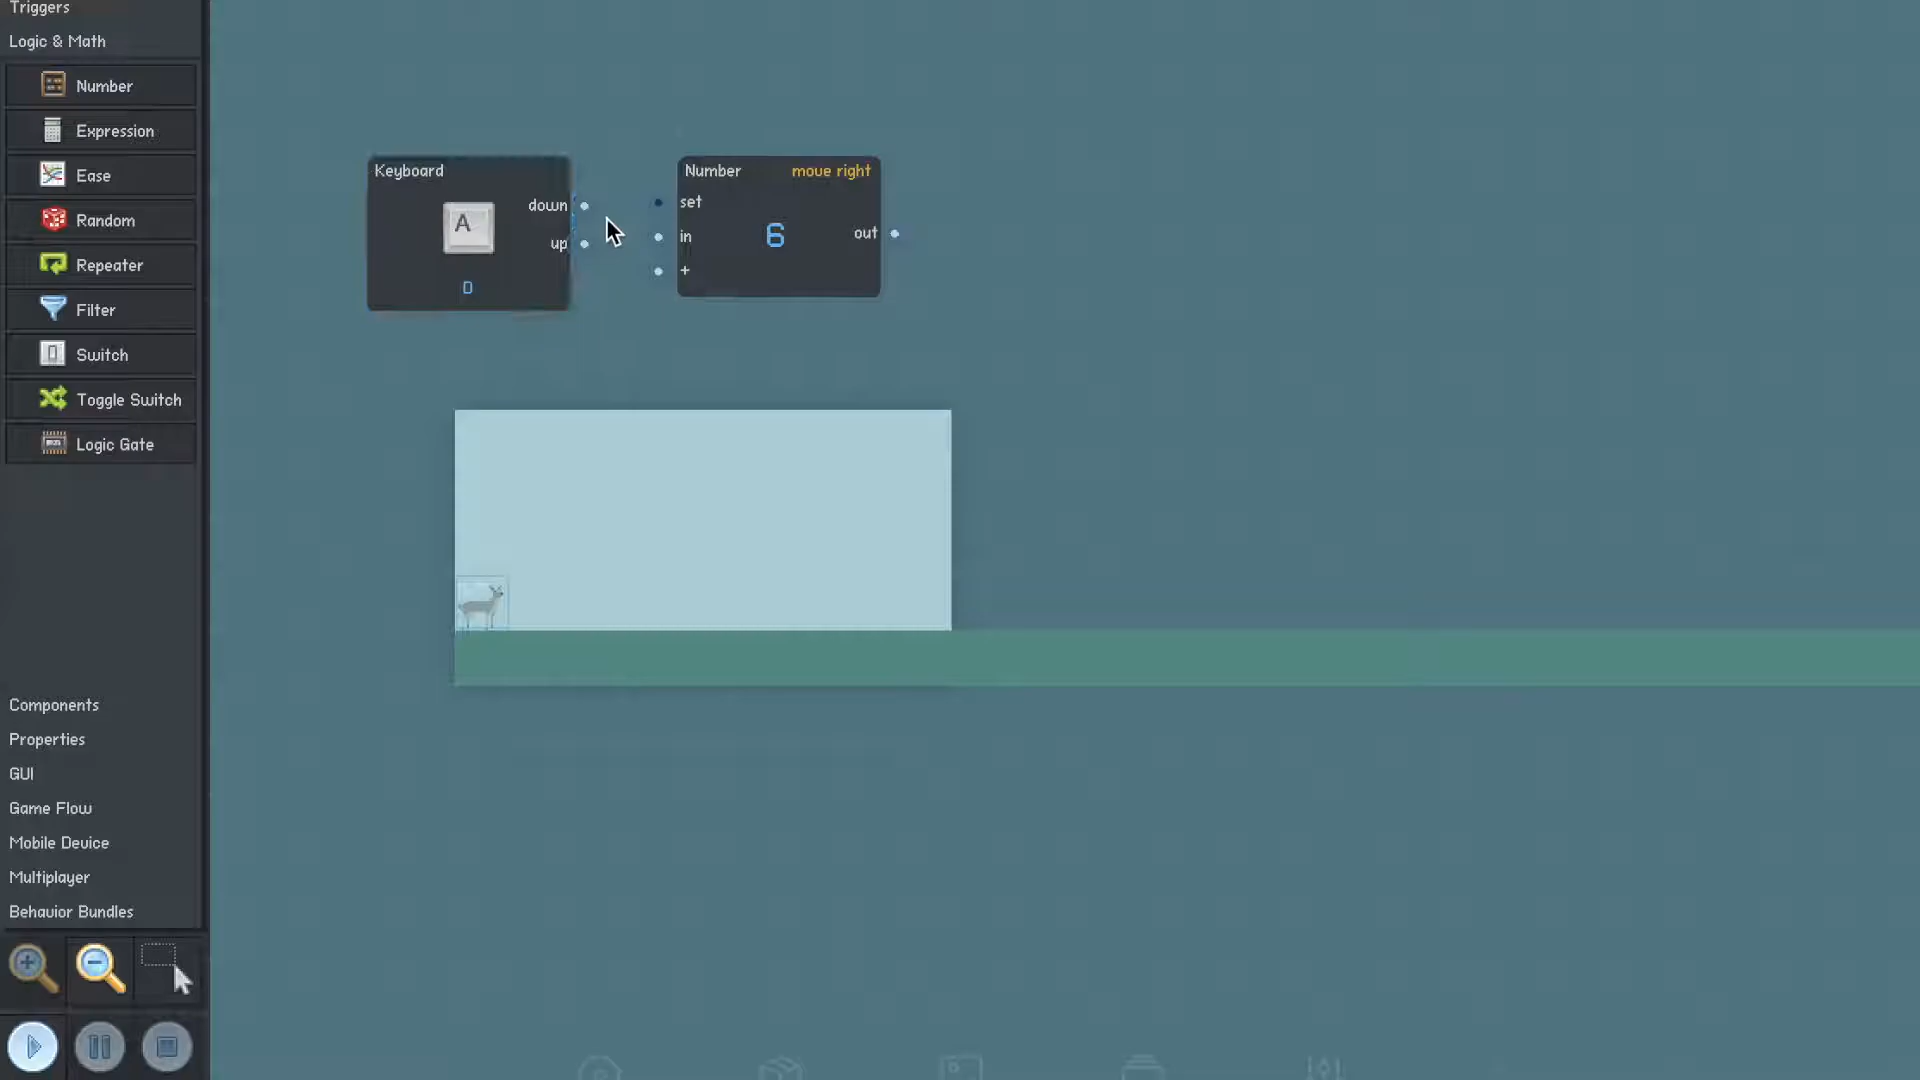 Triggers
Logic & Math
Number
Expression
Ease
Random
Repeater
Filter
Switch
Toggle Switch
Logic Gate
Components
Properties
GUI
Game Flow
Mobile Device
Multiplayer
Behavior Bundles
Keyboard
A
down
up
D
Number move right
set
in
+
6
out